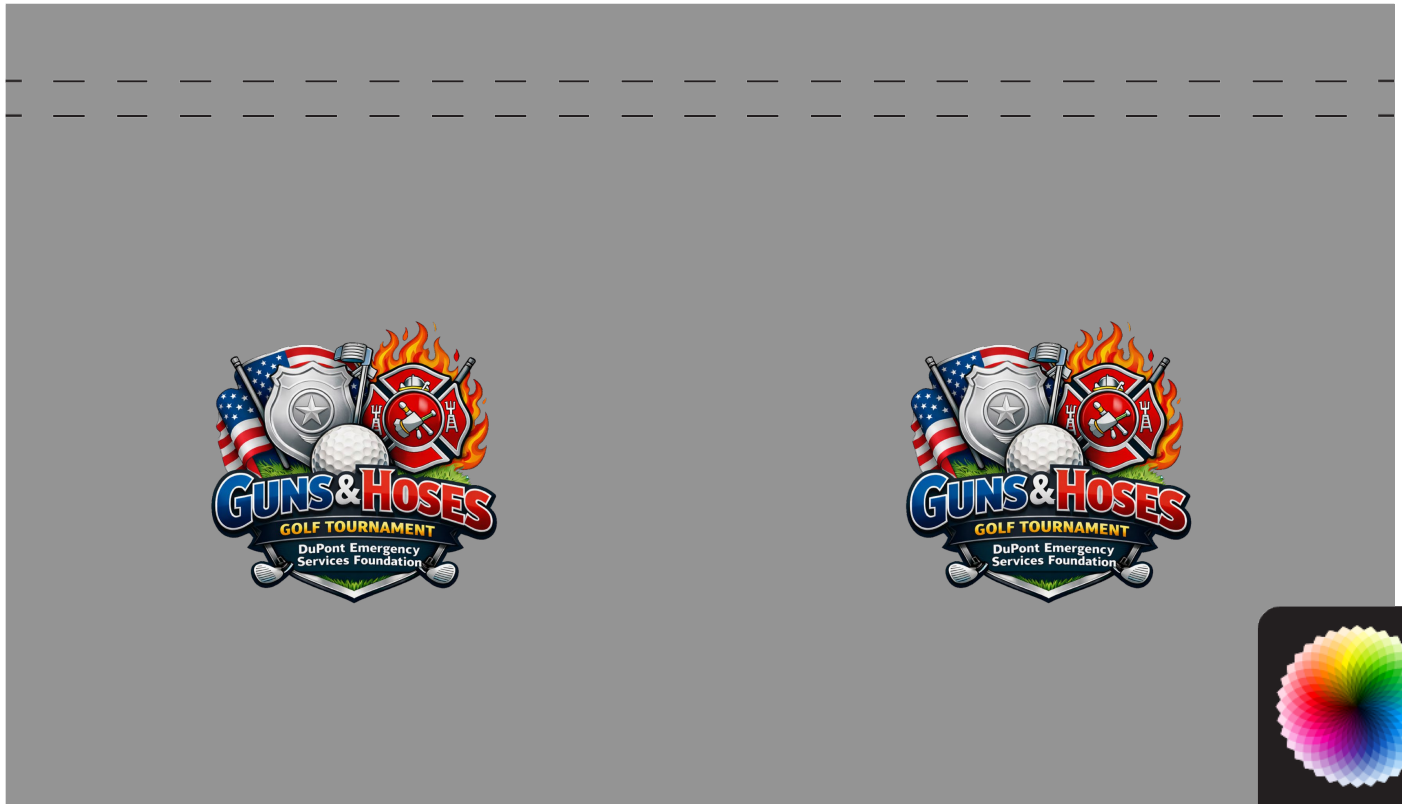 GUNS & HOSES
GOLF TOURNAMENT
DuPont Emergency
Services Foundation
GUNS & HOSES
GOLF TOURNAMENT
DuPont Emergency
Services Foundation